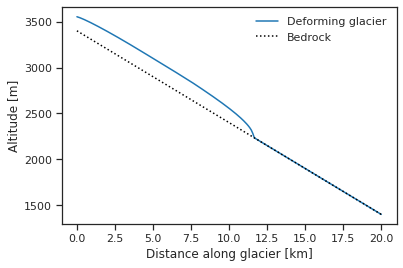 Deforming glacier
Bedrock
Altitude [m]
3500
3000
2500
2000
1500
0.0 2.5 5.0 7.5 10.0 12.5 15.0 17.5 20.0
Distance along glacier [km]